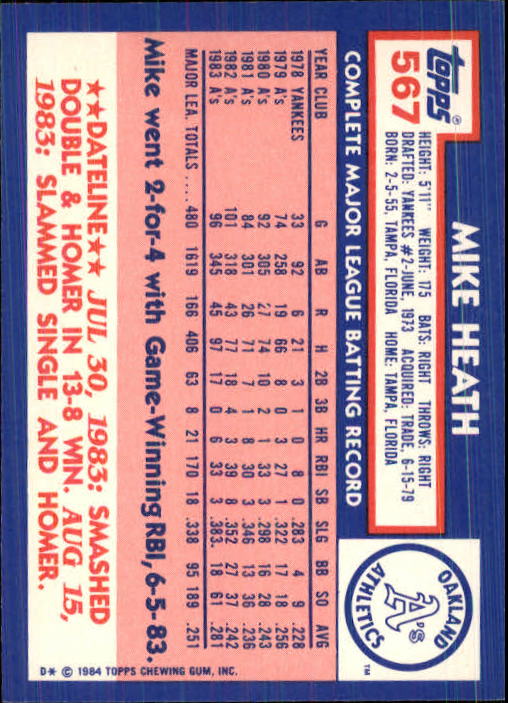 topps®
567
MIKE HEATH
HEIGHT: 5'11" WEIGHT: 175 BATS: RIGHT THROWS: RIGHT
DRAFTED: YANKEES #2-JUNE, 1973 ACQUIRED: TRADE, 6-15-79
BORN: 2-5-55, TAMPA, FLORIDA HOME: TAMPA, FLORIDA
OAKLAND
A's
ATHLETICS
TM
COMPLETE MAJOR LEAGUE BATTING RECORD
YEAR CLUB G AB R H 2B 3B HR RBI SB SLG BB SO AVG
1978 YANKEES 33 92 6 21 3 1 0 8 0 .283 4 9 .228
1979 A's 74 258 19 66 8 0 3 27 1 .322 17 18 .256
1980 A's 92 305 27 74 10 2 1 33 3 .298 16 28 .243
1981 A's 84 301 26 71 7 1 8 30 3 .346 13 36 .236
1982 A's 101 318 43 77 18 4 3 39 8 .352 27 37 .242
1983 A's 96 345 45 97 17 0 6 33 3 .383 18 61 .281
MAJOR LEA. TOTALS .... 480 1619 166 406 63 8 21 170 18 .338 95 189 .251
Mike went 2-for-4 with Game-Winning RBI, 6-5-83.
★★DATELINE★★ JUL 30, 1983: SMASHED
DOUBLE & HOMER IN 13-8 WIN. AUG 15,
1983: SLAMMED SINGLE AND HOMER.
D* © 1984 TOPPS CHEWING GUM, INC.